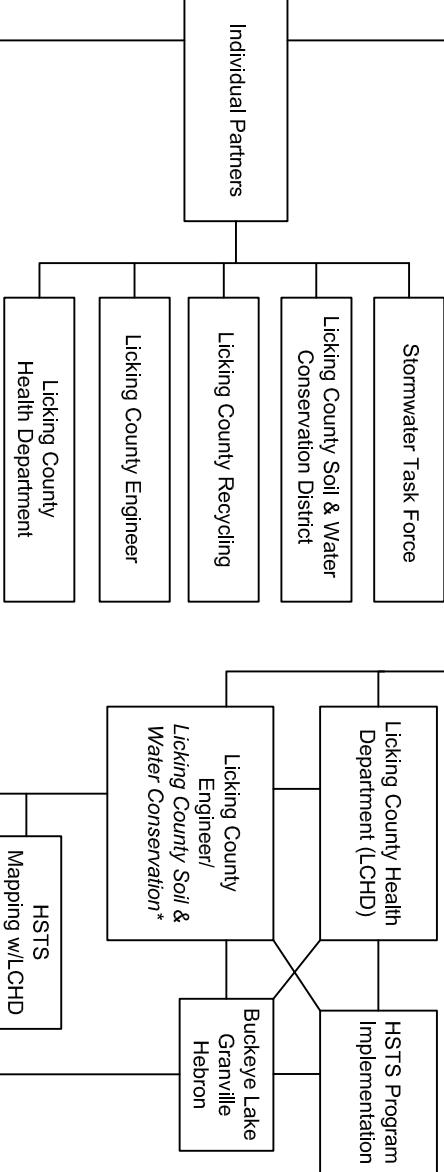 Individual Partners
Stormwater Task Force
Licking County Soil & Water
Conservation District
Licking County Recycling
Licking County Engineer
Licking County
Health Department
Licking County Health
Department (LCHD)
HSTS Program
Implementation
Licking County
Engineer/
Licking County Soil &
Water Conservation*
Buckeye Lake
Granville
Hebron
HSTS
Mapping w/LCHD